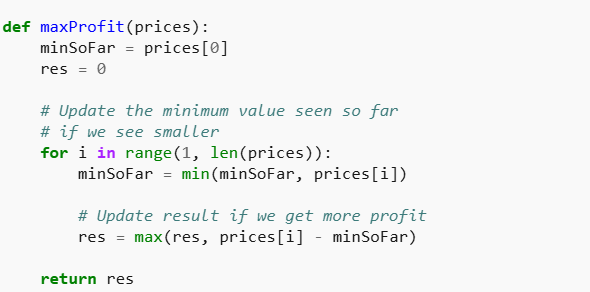 def maxProfit(prices):
    minSoFar = prices[0]
    res = 0

    # Update the minimum value seen so far
    # if we see smaller
    for i in range(1, len(prices)):
        minSoFar = min(minSoFar, prices[i])

        # Update result if we get more profit
        res = max(res, prices[i] - minSoFar)

    return res